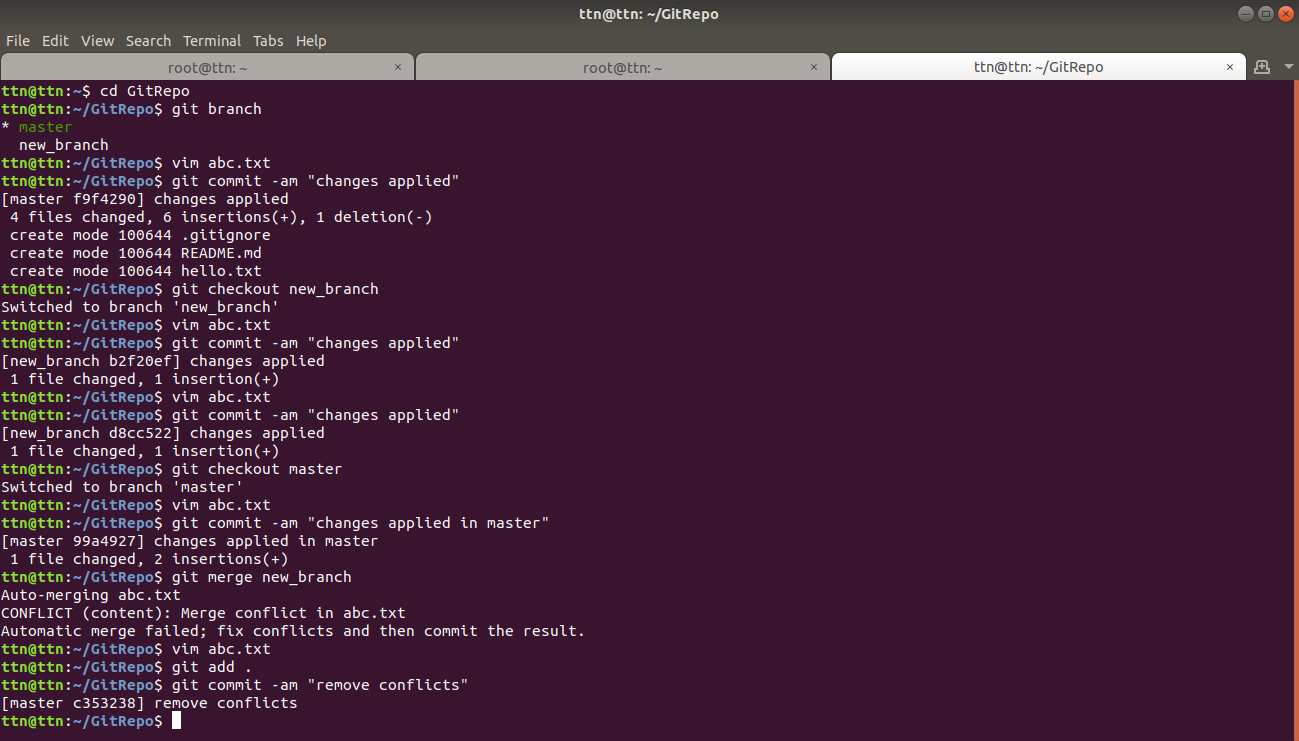 ttn@ttn: ~/GitRepo
File Edit View Search Terminal Tabs Help
root@ttn: ~ × root@ttn: ~ × ttn@ttn: ~/GitRepo ×
ttn@ttn:~$ cd GitRepo
ttn@ttn:~/GitRepo$ git branch
* master
  new_branch
ttn@ttn:~/GitRepo$ vim abc.txt
ttn@ttn:~/GitRepo$ git commit -am "changes applied"
[master f9f4290] changes applied
 4 files changed, 6 insertions(+), 1 deletion(-)
 create mode 100644 .gitignore
 create mode 100644 README.md
 create mode 100644 hello.txt
ttn@ttn:~/GitRepo$ git checkout new_branch
Switched to branch 'new_branch'
ttn@ttn:~/GitRepo$ vim abc.txt
ttn@ttn:~/GitRepo$ git commit -am "changes applied"
[new_branch b2f20ef] changes applied
 1 file changed, 1 insertion(+)
ttn@ttn:~/GitRepo$ vim abc.txt
ttn@ttn:~/GitRepo$ git commit -am "changes applied"
[new_branch d8cc522] changes applied
 1 file changed, 1 insertion(+)
ttn@ttn:~/GitRepo$ git checkout master
Switched to branch 'master'
ttn@ttn:~/GitRepo$ vim abc.txt
ttn@ttn:~/GitRepo$ git commit -am "changes applied in master"
[master 99a4927] changes applied in master
 1 file changed, 2 insertions(+)
ttn@ttn:~/GitRepo$ git merge new_branch
Auto-merging abc.txt
CONFLICT (content): Merge conflict in abc.txt
Automatic merge failed; fix conflicts and then commit the result.
ttn@ttn:~/GitRepo$ vim abc.txt
ttn@ttn:~/GitRepo$ git add .
ttn@ttn:~/GitRepo$ git commit -am "remove conflicts"
[master c353238] remove conflicts
ttn@ttn:~/GitRepo$